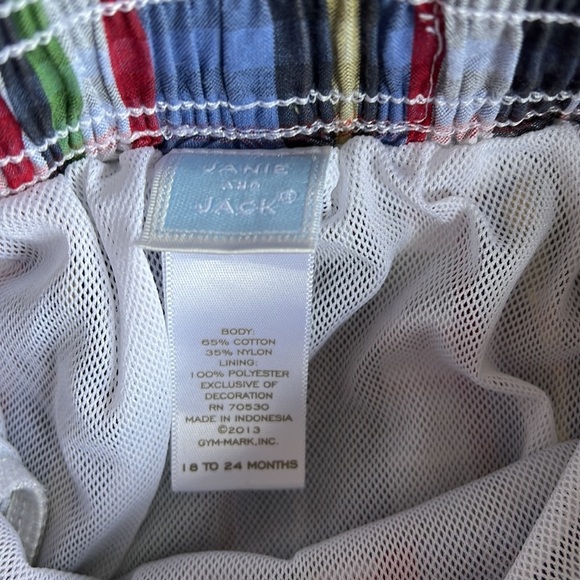 JANIE
AND
JACK®
BODY:
65% COTTON
35% NYLON
LINING:
100% POLYESTER
EXCLUSIVE OF
DECORATION
RN 70530
MADE IN INDONESIA
©2013
GYM-MARK, INC.
18 TO 24 MONTHS